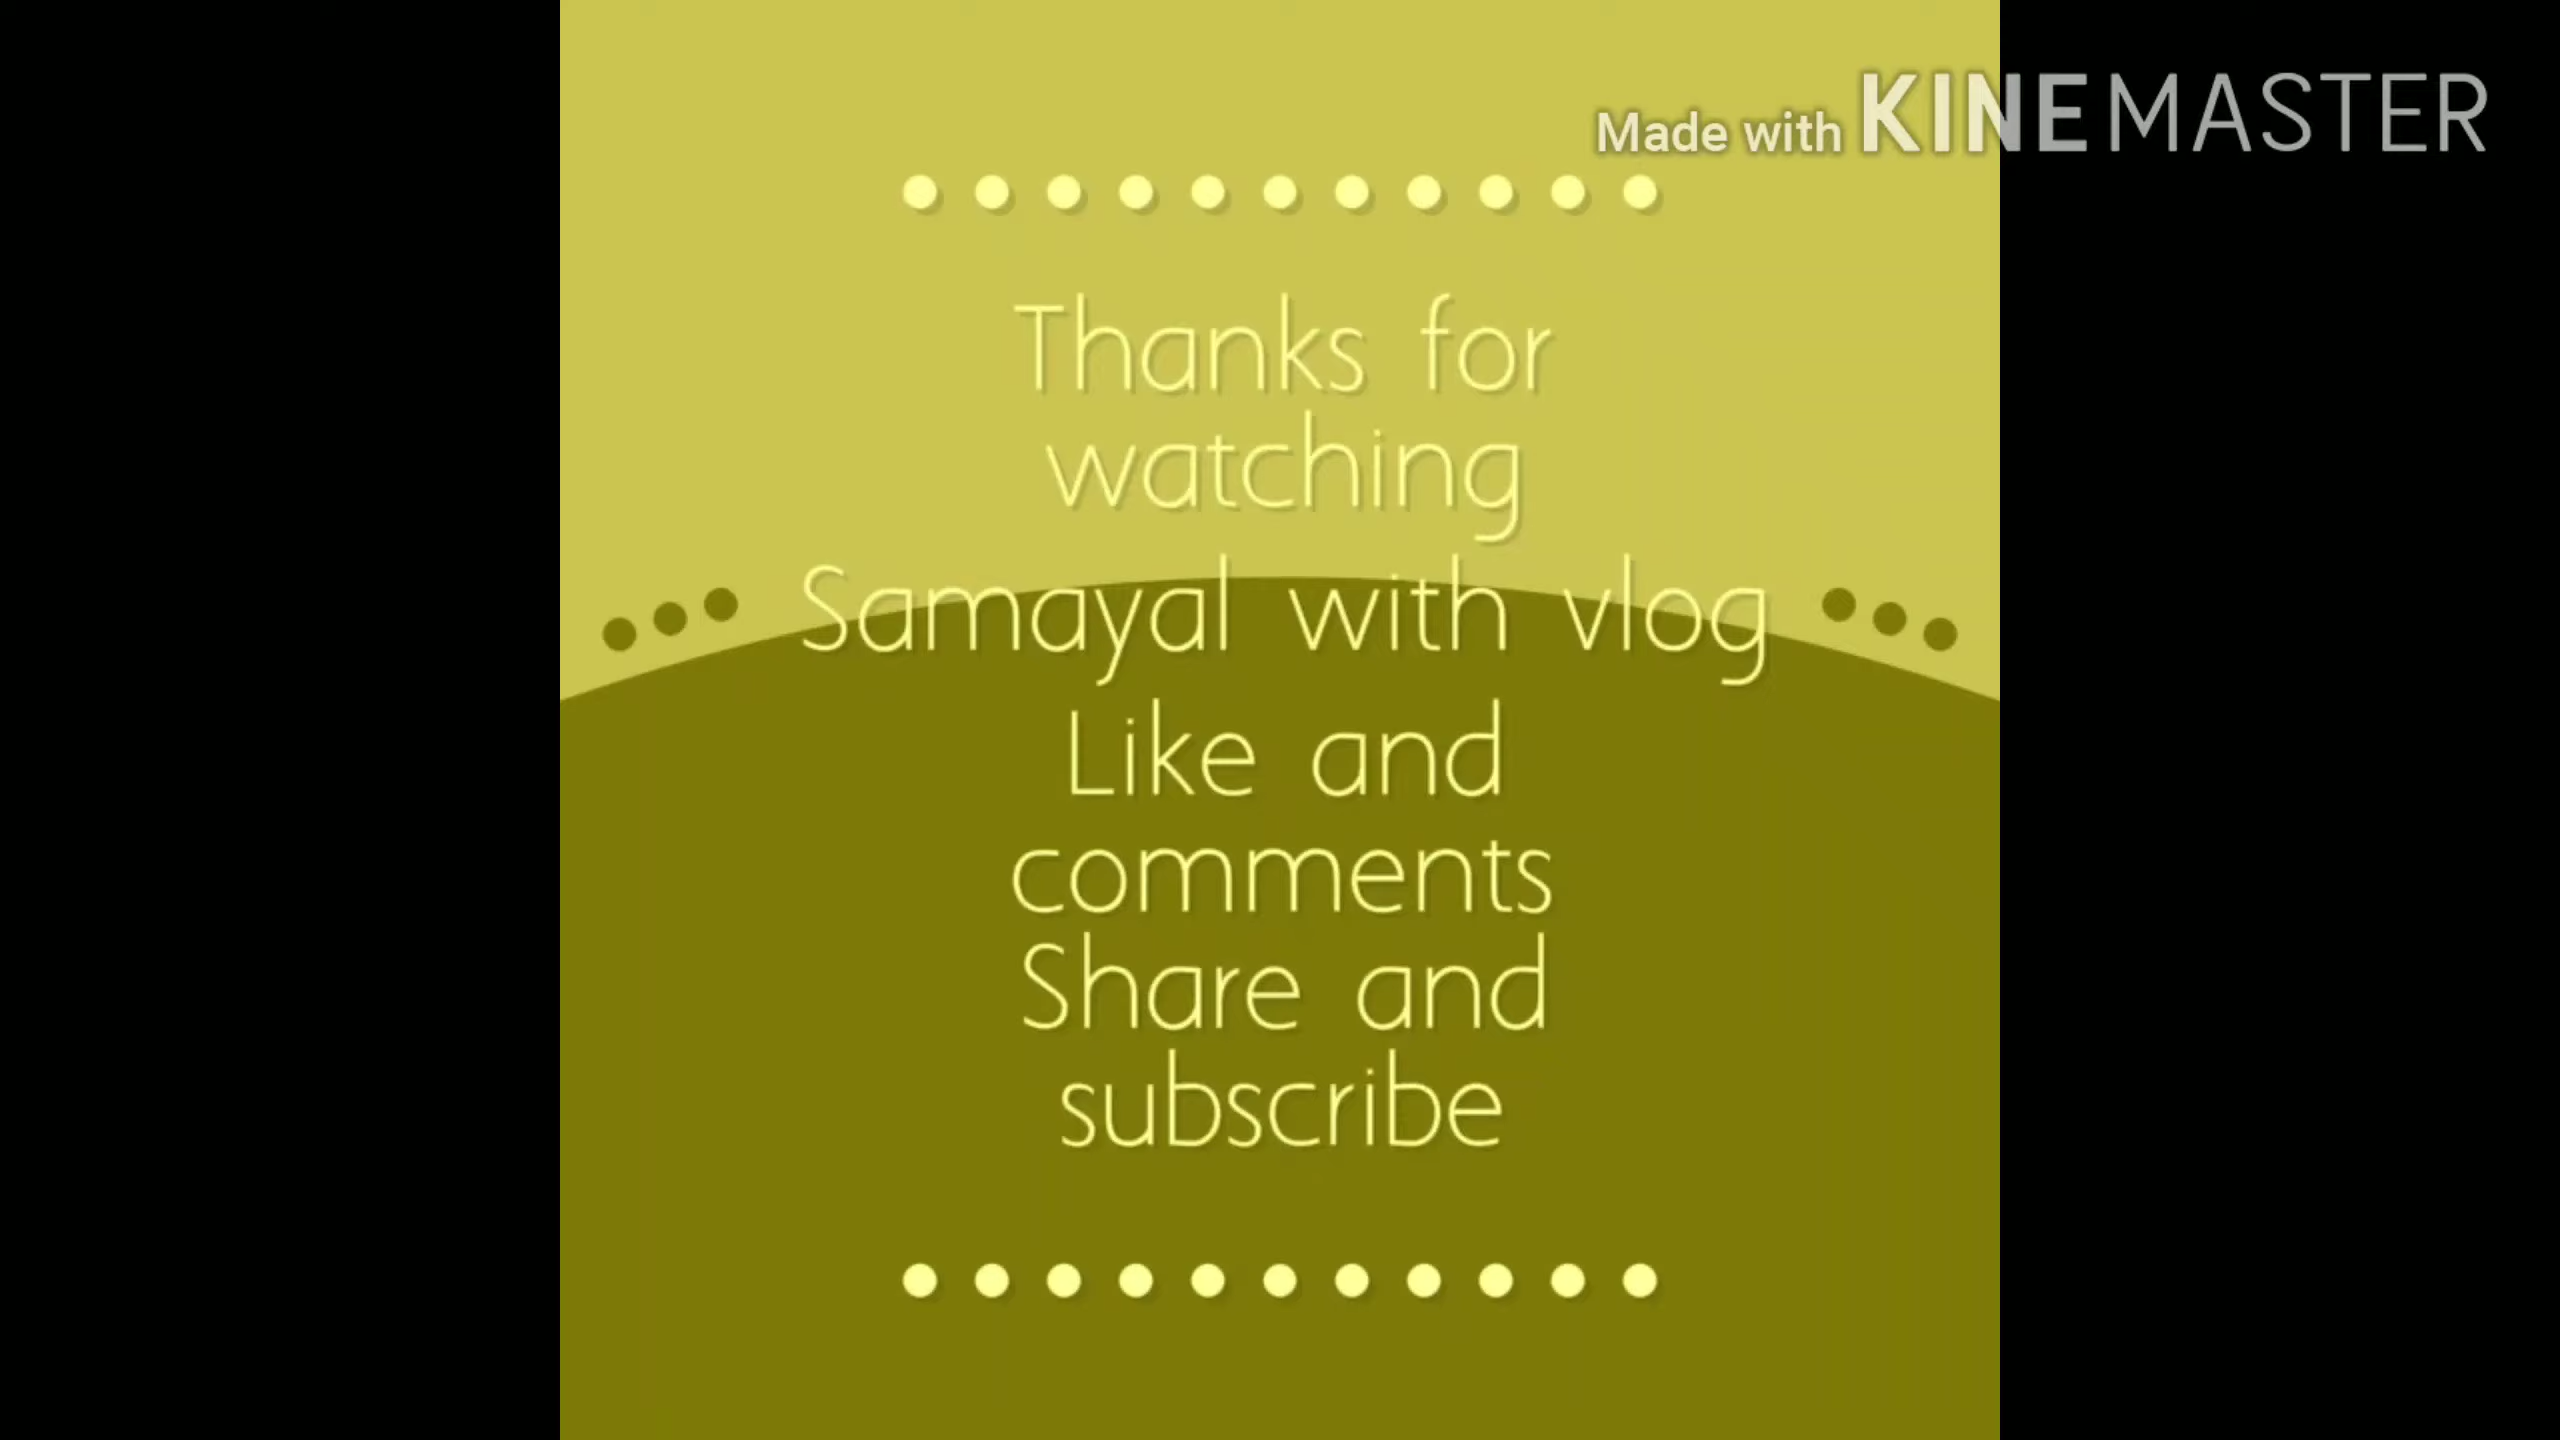 Made with KINEMASTER
Thanks for
watching
Samayal with vlog
Like and
comments
Share and
subscribe